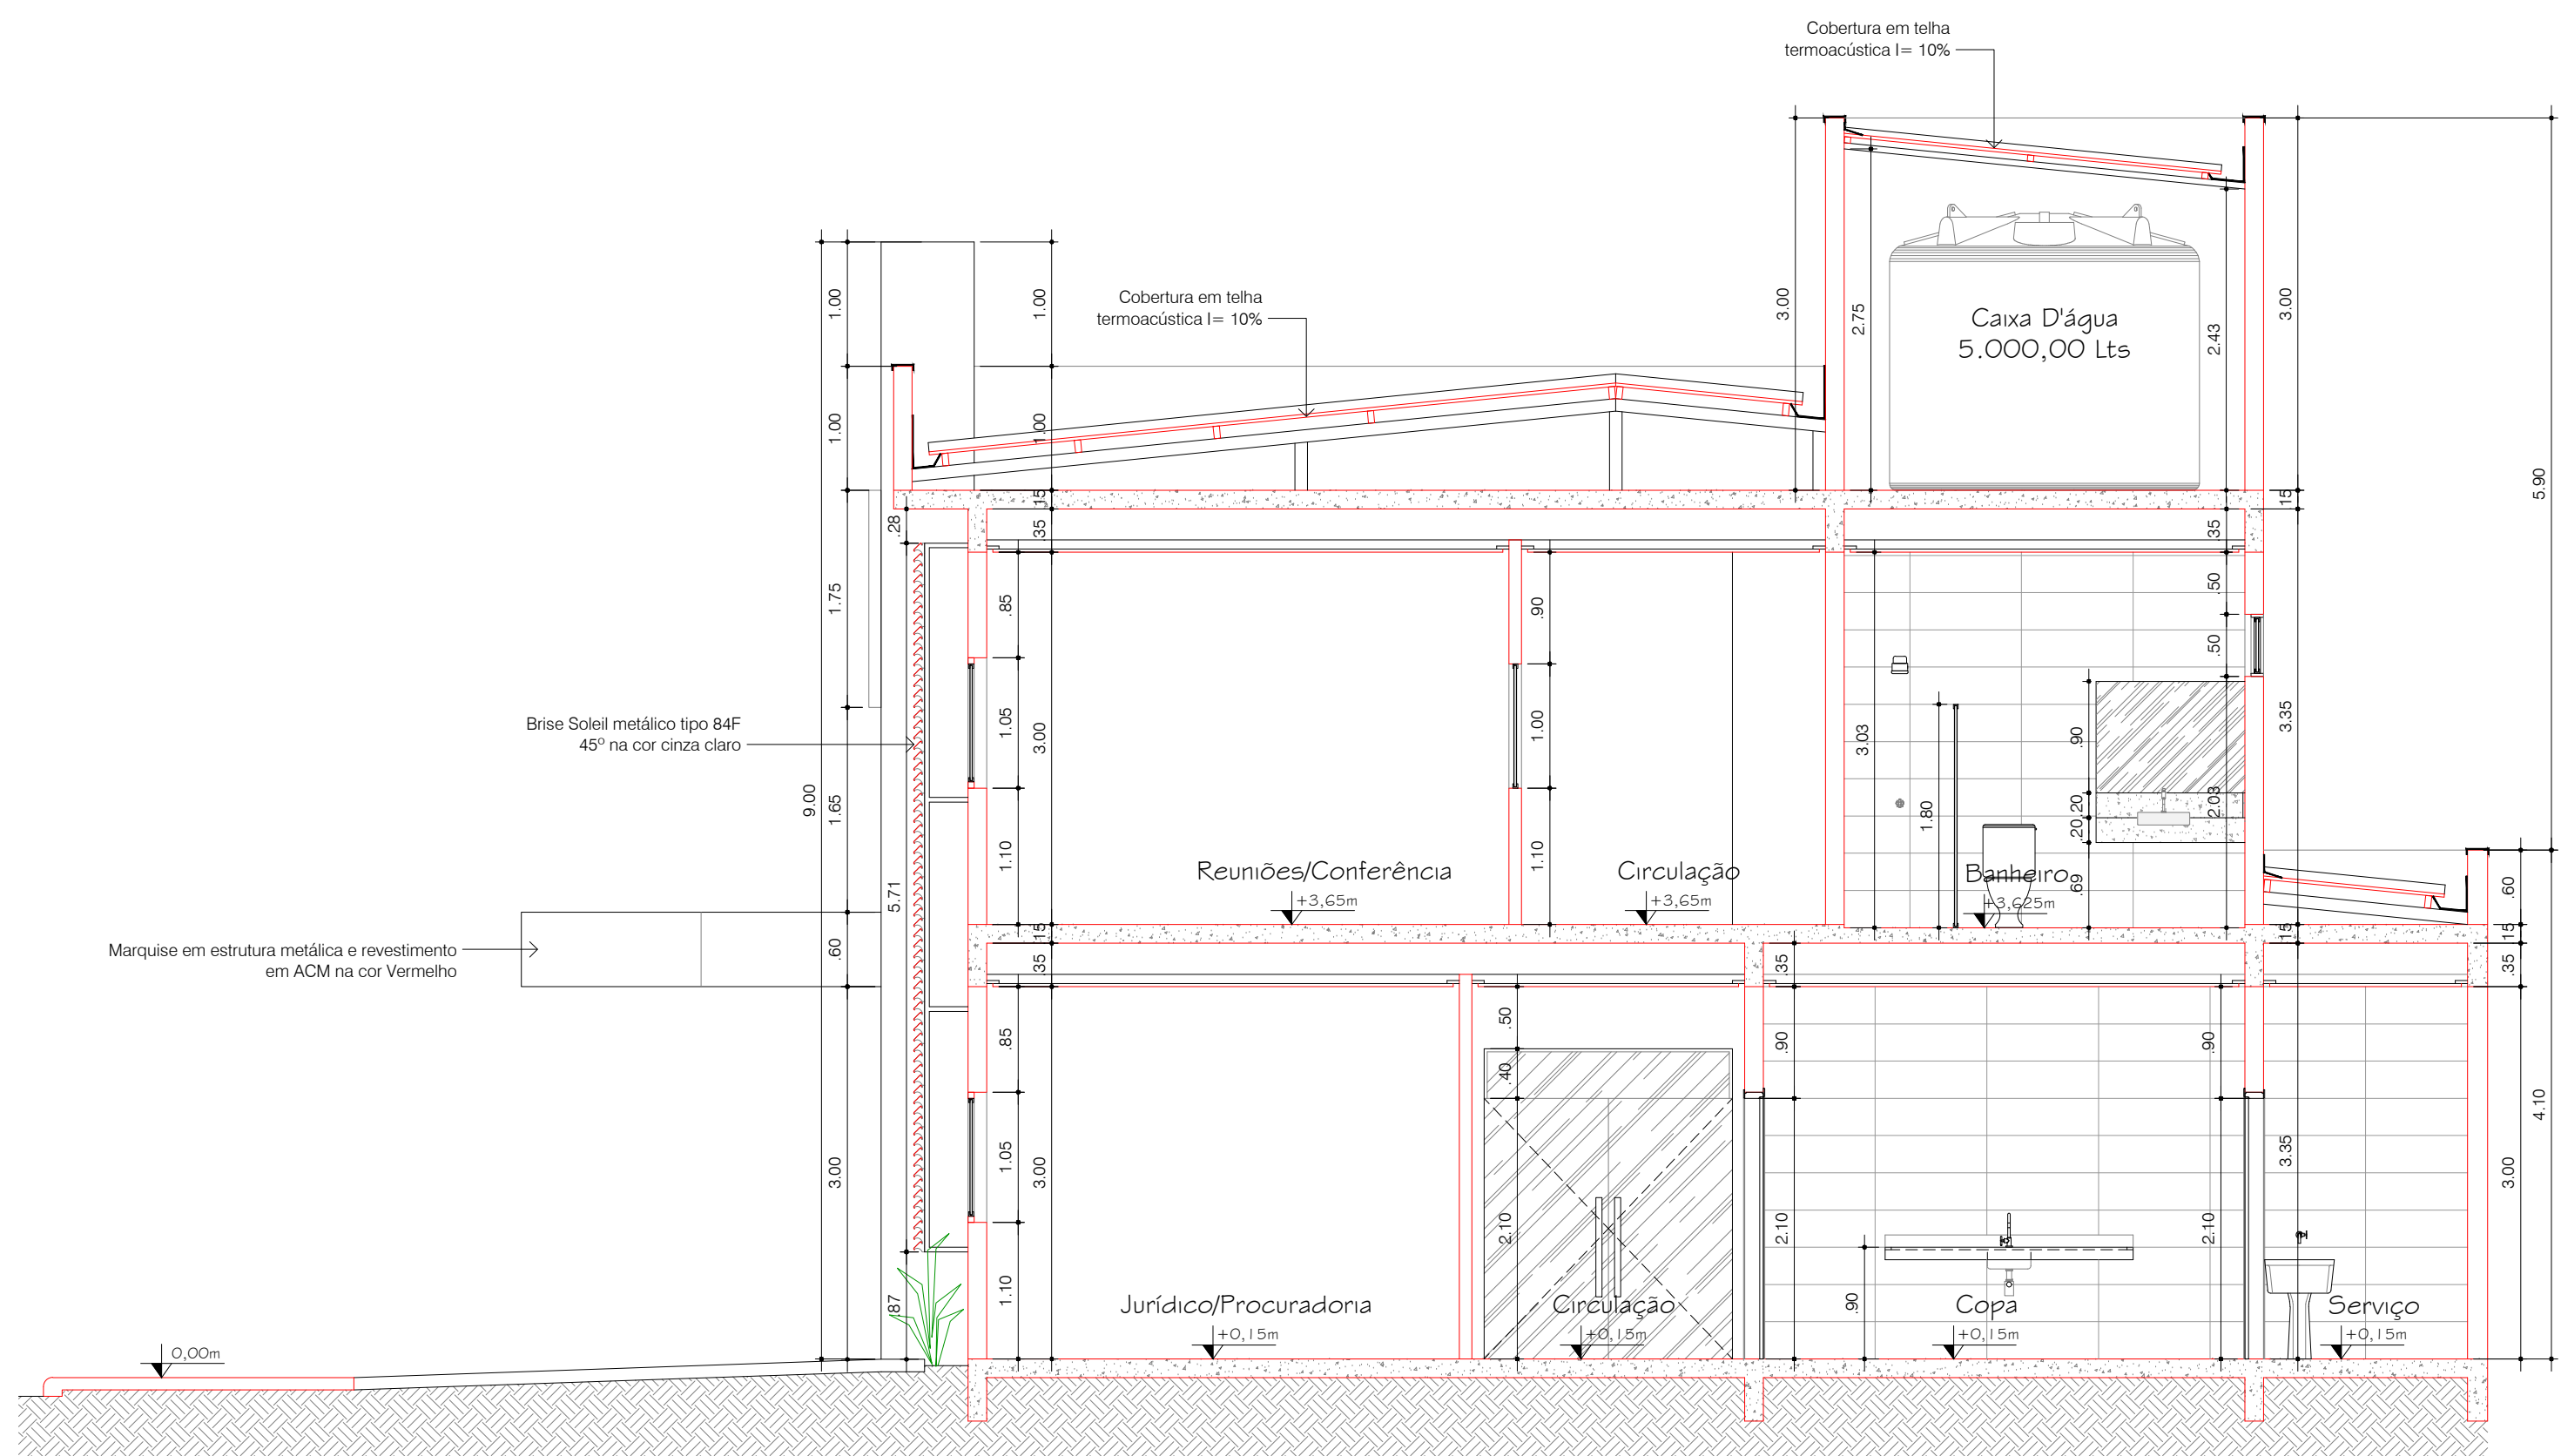 Cobertura em telha
termoacústica I= 10%
Cobertura em telha
termoacústica I= 10%
Caixa D'água
5.000,00 Lts
Brise Soleil metálico tipo 84F
45º na cor cinza claro
Marquise em estrutura metálica e revestimento
em ACM na cor Vermelho
Reuniões/Conferência
+3,65m
Circulação
+3,65m
Banheiro
+3,625m
Jurídico/Procuradoria
+0,15m
Circulação
+0,15m
Copa
+0,15m
Serviço
+0,15m
0,00m
9.00
1.00
1.00
1.75
1.65
.60
3.00
.28
5.71
.87
1.00
1.00
.15
.35
3.00
.15
.35
3.00
.85
1.05
1.10
.85
1.05
1.10
.90
1.00
1.10
.50
.40
2.10
3.00
2.75
2.43
3.03
1.80
.90
.20
.20
.69
.35
.50
.50
2.03
.35
.90
2.10
.90
.90
2.10
3.00
.15
3.35
.15
3.35
.60
.15
.35
3.00
5.90
4.10